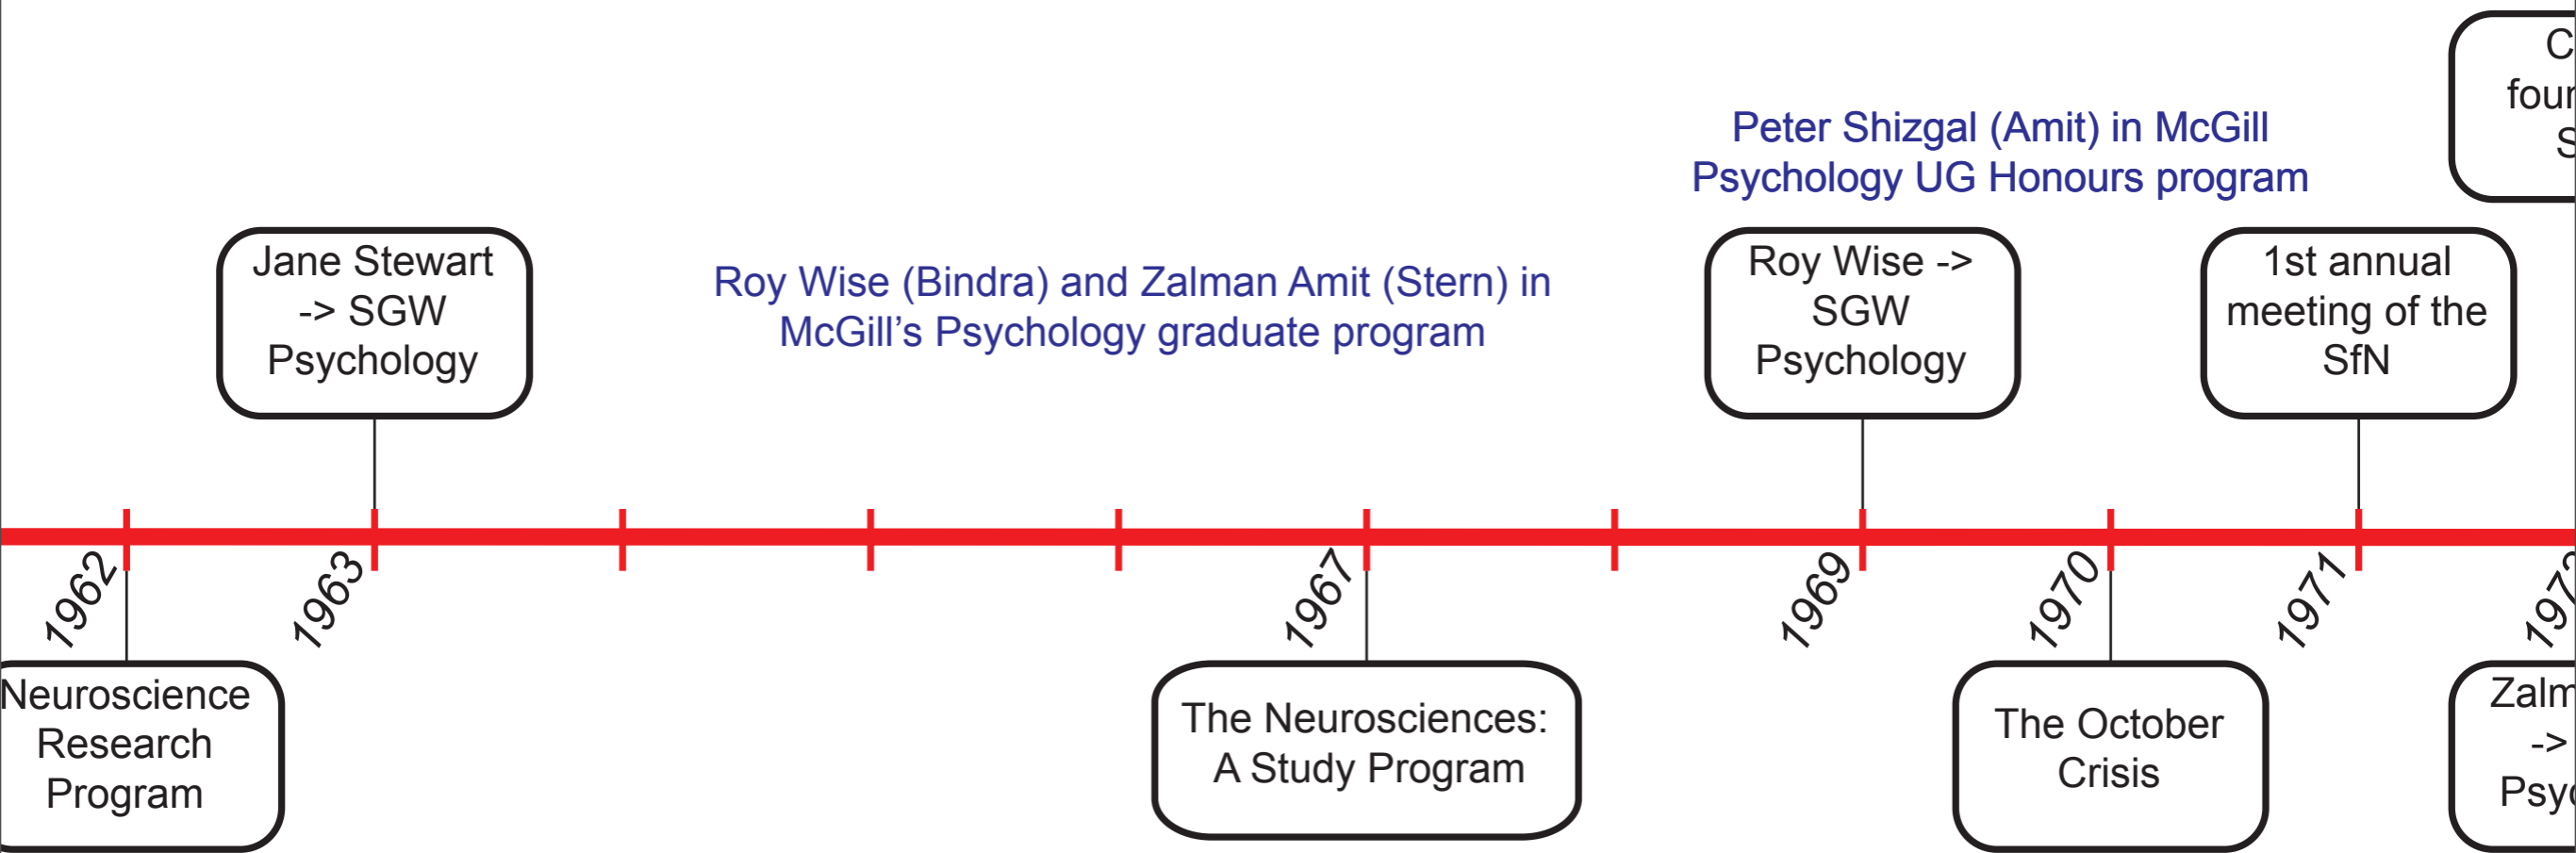 Peter Shizgal (Amit) in McGill
Psychology UG Honours program
Jane Stewart
-> SGW
Psychology
Roy Wise (Bindra) and Zalman Amit (Stern) in
McGill’s Psychology graduate program
Roy Wise ->
SGW
Psychology
1st annual
meeting of the
SfN
1962
1963
1967
1969
1970
1971
Neuroscience
Research
Program
The Neurosciences:
A Study Program
The October
Crisis
->